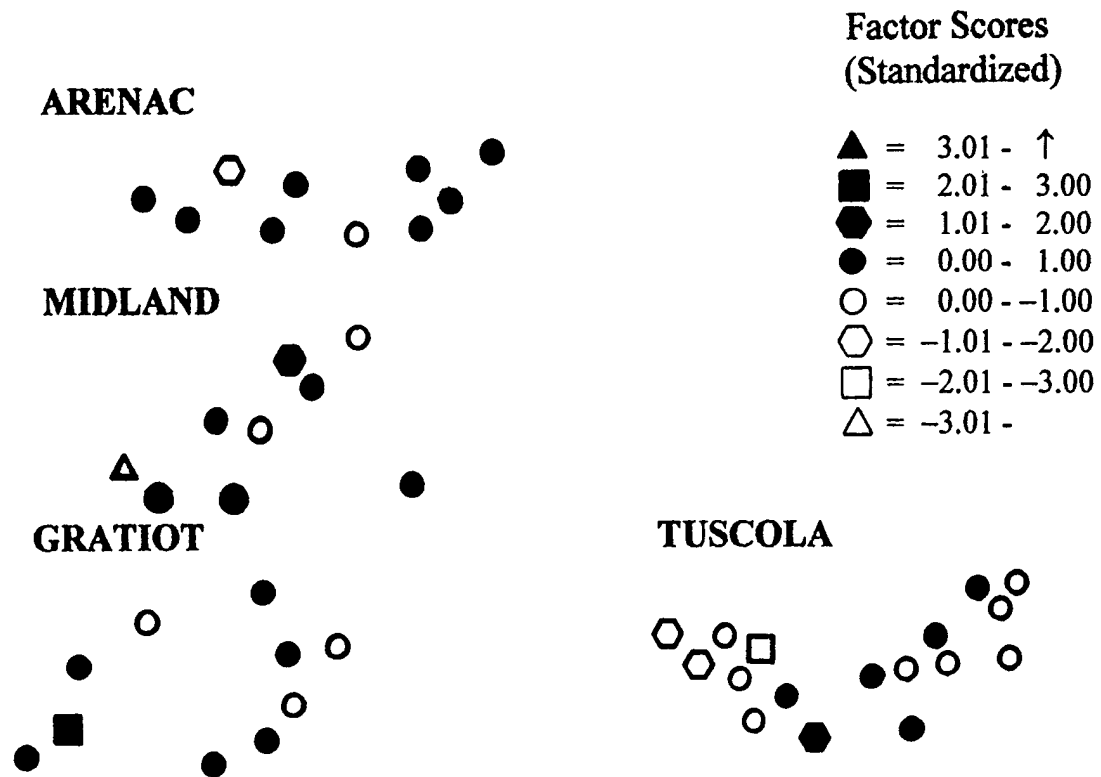 Factor Scores
(Standardized)
ARENAC
▲ = 3.01 - ↑
■ = 2.01 - 3.00
⬢ = 1.01 - 2.00
● = 0.00 - 1.00
○ = 0.00 - –1.00
⬡ = –1.01 - –2.00
□ = –2.01 - –3.00
△ = –3.01 -
MIDLAND
GRATIOT
TUSCOLA